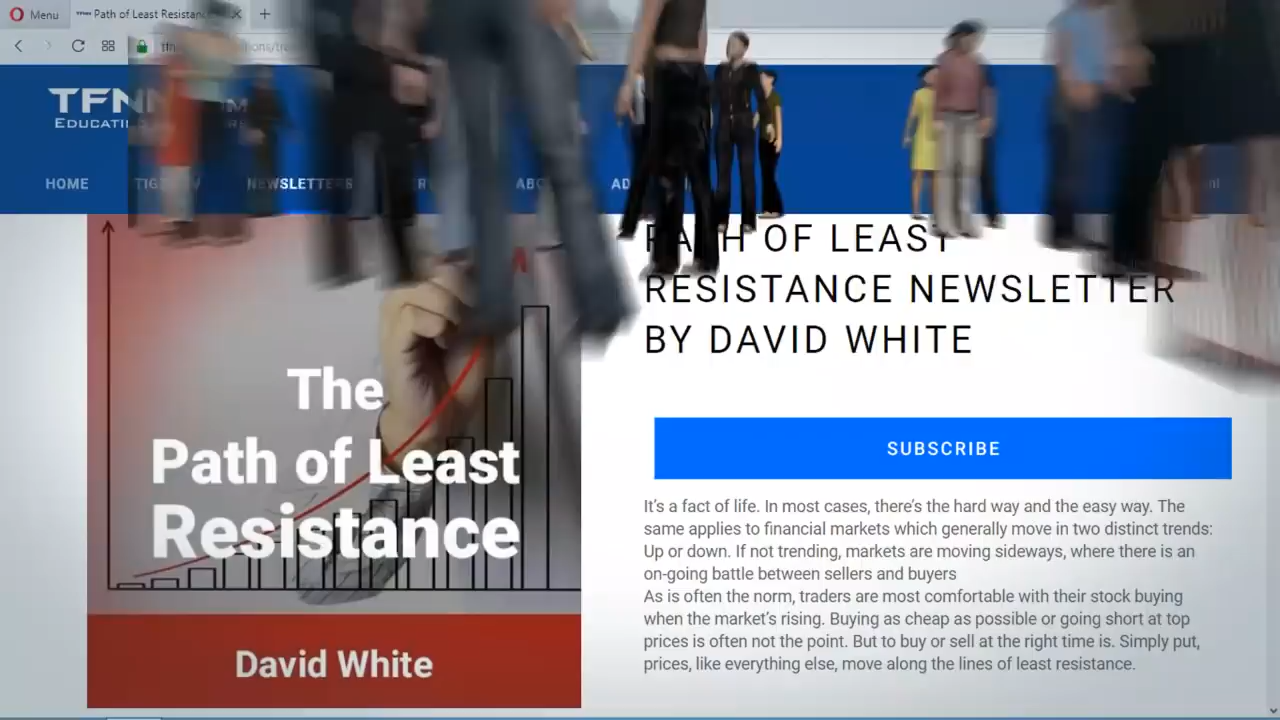 Menu
Path of Least Resistanc
TFN
EDUCATI
HOME
NEWSLETTERS
PATH OF LEAST
RESISTANCE NEWSLETTER
BY DAVID WHITE
SUBSCRIBE
The
Path of Least
Resistance
David White
It's a fact of life. In most cases, there's the hard way and the easy way. The
same applies to financial markets which generally move in two distinct trends:
Up or down. If not trending, markets are moving sideways, where there is an
on-going battle between sellers and buyers
As is often the norm, traders are most comfortable with their stock buying
when the market's rising. Buying as cheap as possible or going short at top
prices is often not the point. But to buy or sell at the right time is. Simply put,
prices, like everything else, move along the lines of least resistance.